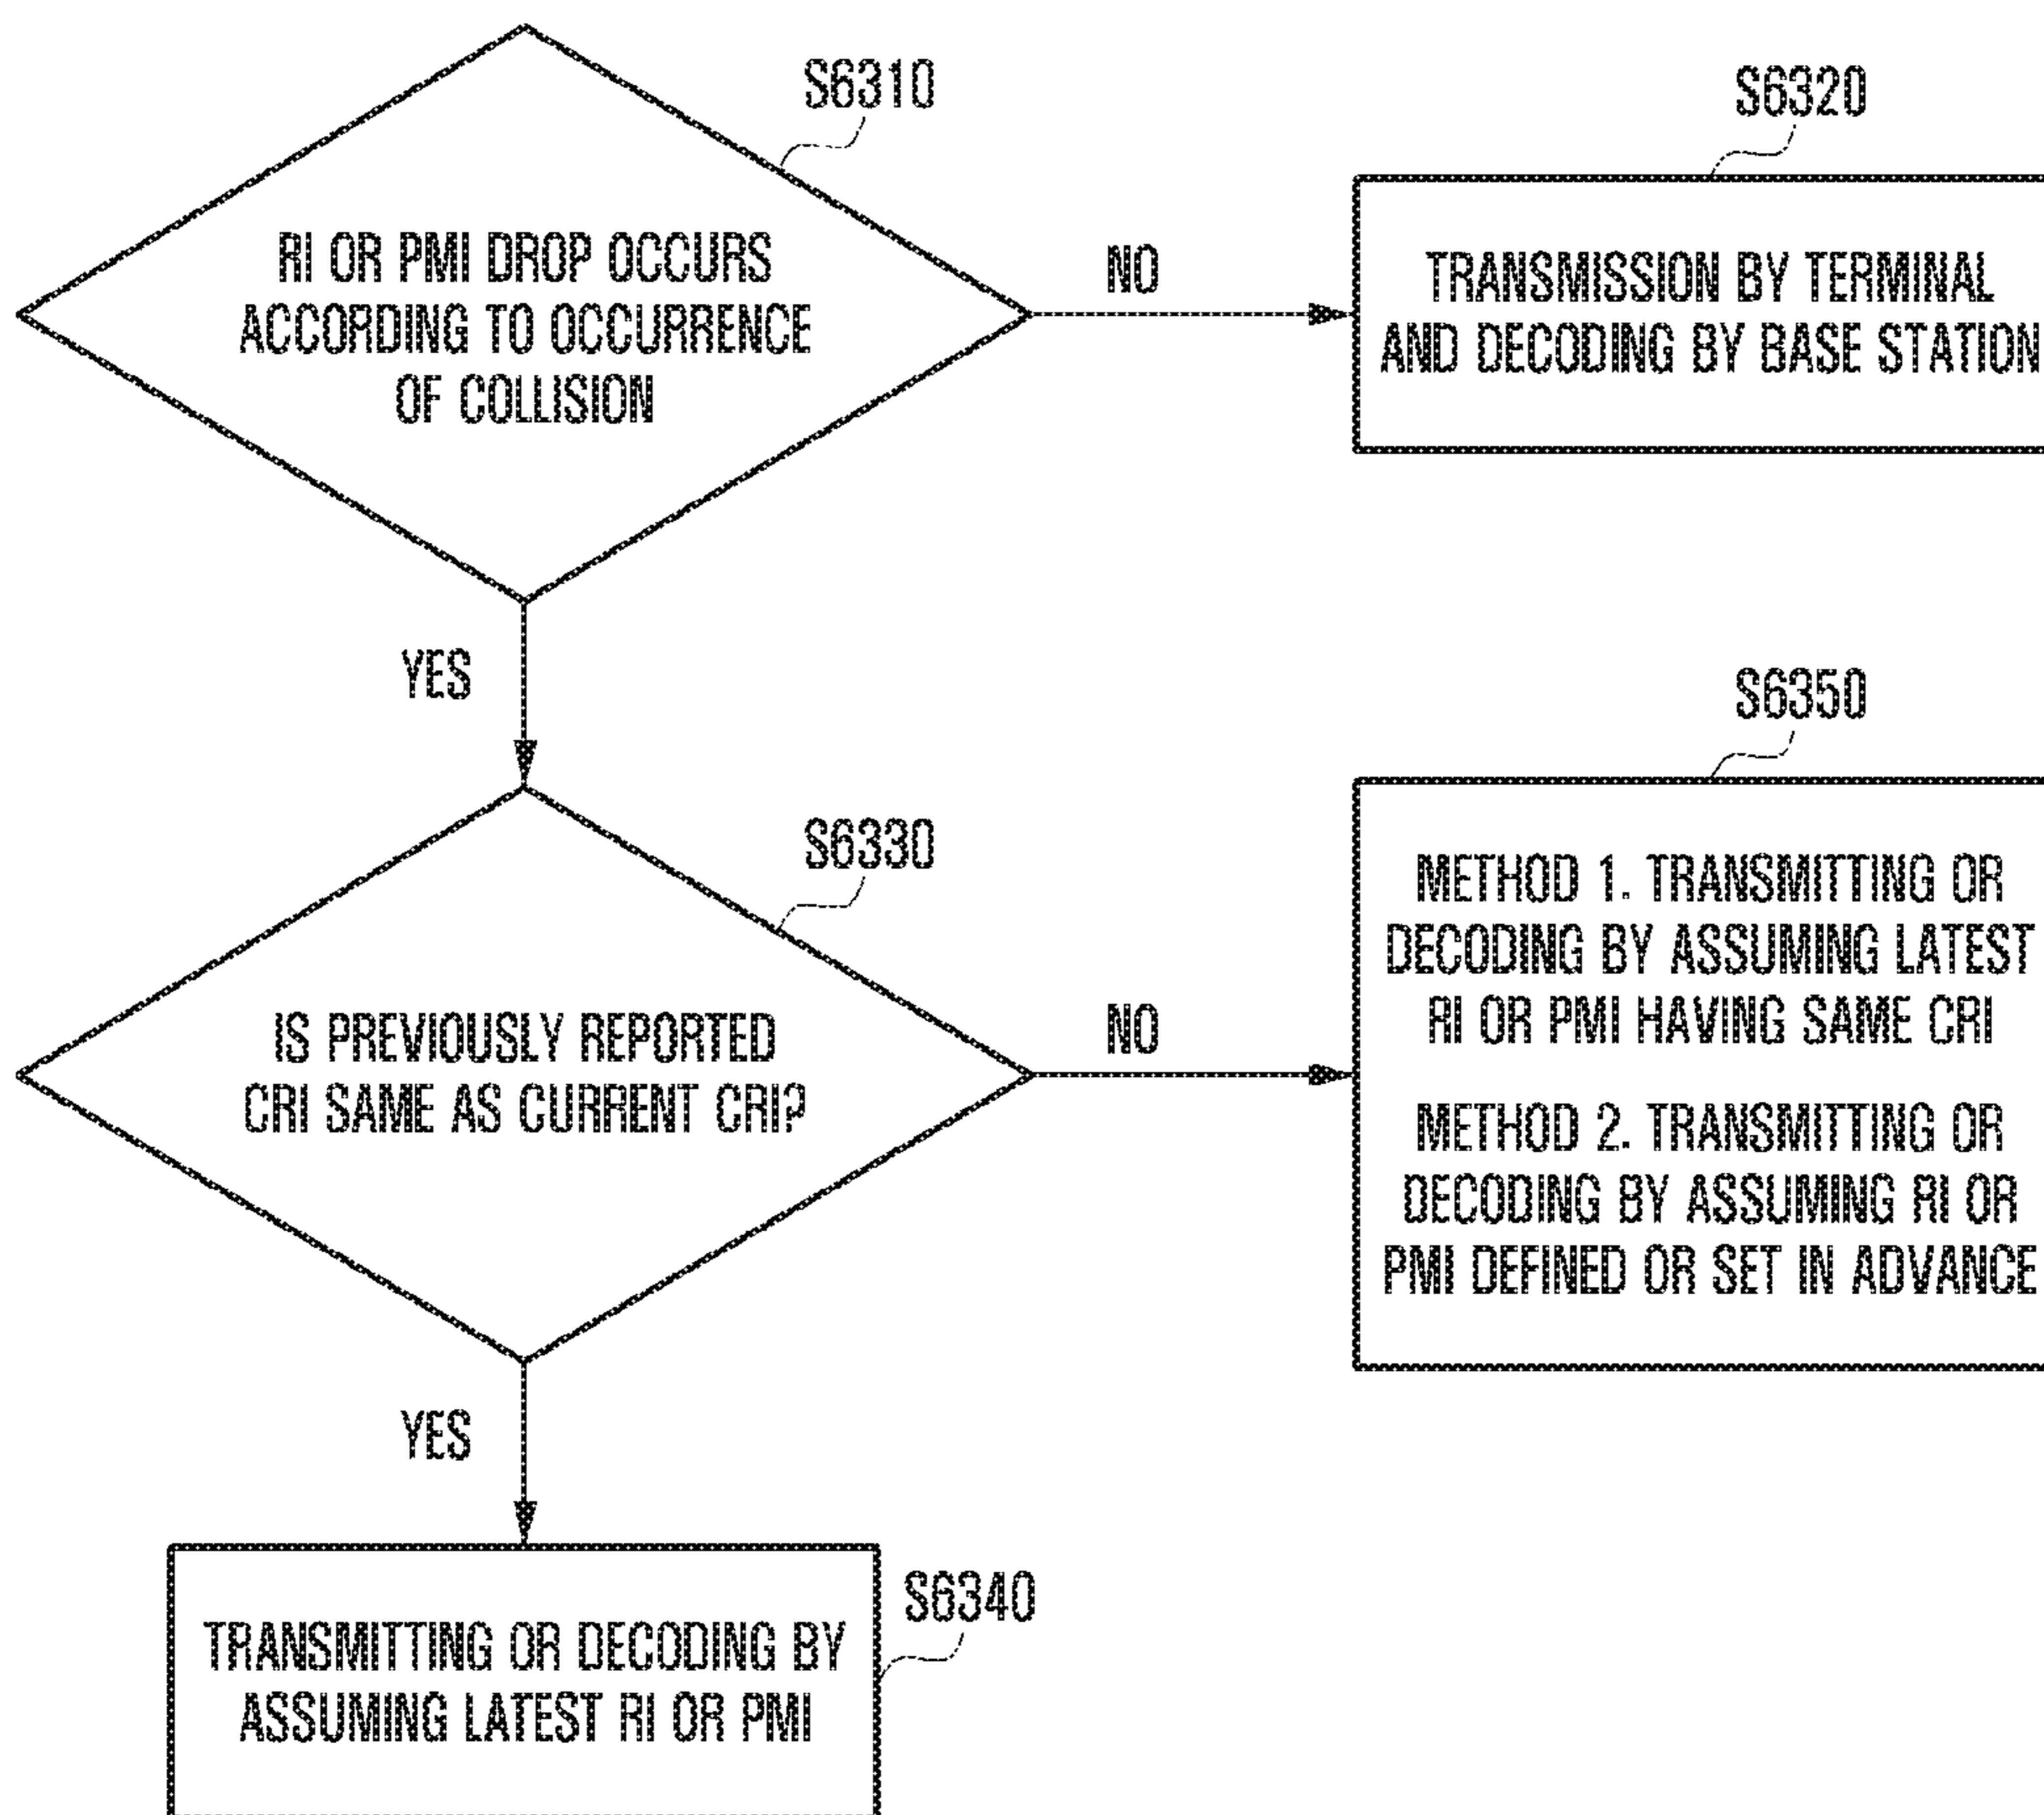 S6310
RI OR PMI DROP OCCURS
ACCORDING TO OCCURRENCE
OF COLLISION
NO
S6320
TRANSMISSION BY TERMINAL
AND DECODING BY BASE STATION
YES
S6330
IS PREVIOUSLY REPORTED
CRI SAME AS CURRENT CRI?
NO
S6350
METHOD 1. TRANSMITTING OR
DECODING BY ASSUMING LATEST
RI OR PMI HAVING SAME CRI
METHOD 2. TRANSMITTING OR
DECODING BY ASSUMING RI OR
PMI DEFINED OR SET IN ADVANCE
YES
S6340
TRANSMITTING OR DECODING BY
ASSUMING LATEST RI OR PMI